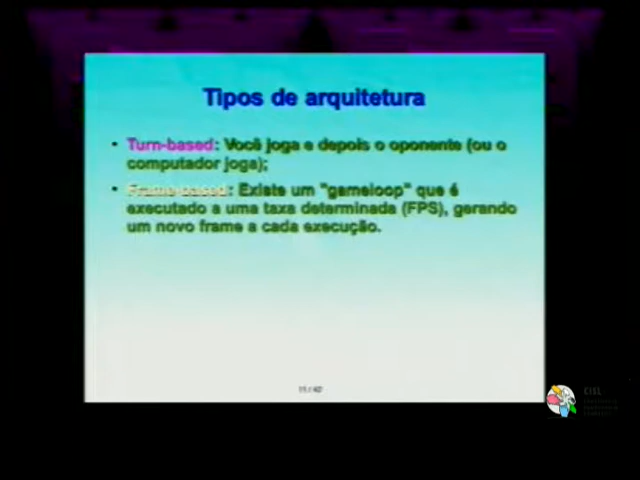 Tipos de arquitetura
• Turn-based: Você joga e depois o oponente (ou o
computador joga);
• Frame-based: Existe um "gameloop" que é
executado a uma taxa determinada (FPS), gerando
um novo frame a cada execução.
11 / 40
CISL